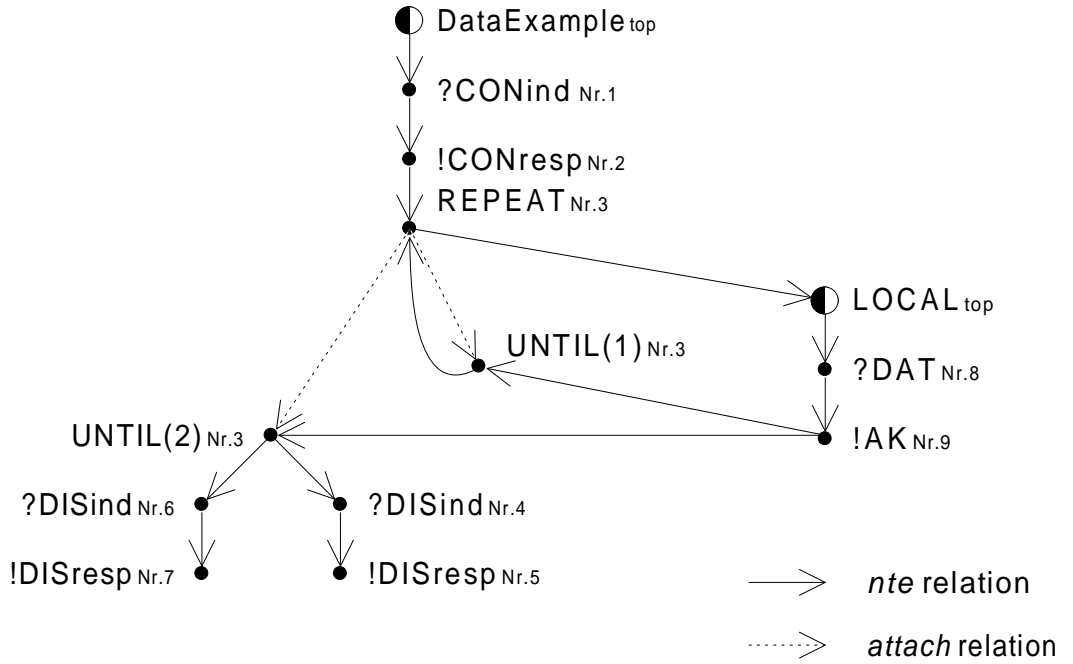 DataExample top
?CONind Nr.1
!CONresp Nr.2
REPEAT Nr.3
LOCAL top
UNTIL(1) Nr.3
?DAT Nr.8
UNTIL(2) Nr.3
!AK Nr.9
?DISind Nr.6
?DISind Nr.4
!DISresp Nr.7
!DISresp Nr.5
nte relation
attach relation